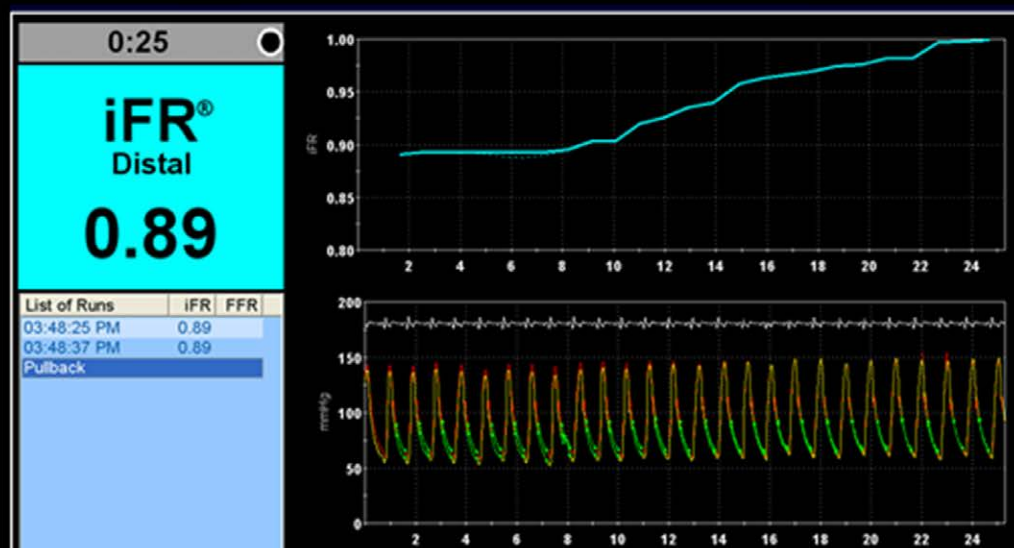 0:25
iFR®
Distal
0.89
List of Runs iFR FFR
03:48:25 PM 0.89
03:48:37 PM 0.89
Pullback
1.00
0.95
0.90
0.85
0.80
iFR
2 4 6 8 10 12 14 16 18 20 22 24
200
150
100
50
0
mmHg
2 4 6 8 10 12 14 16 18 20 22 24